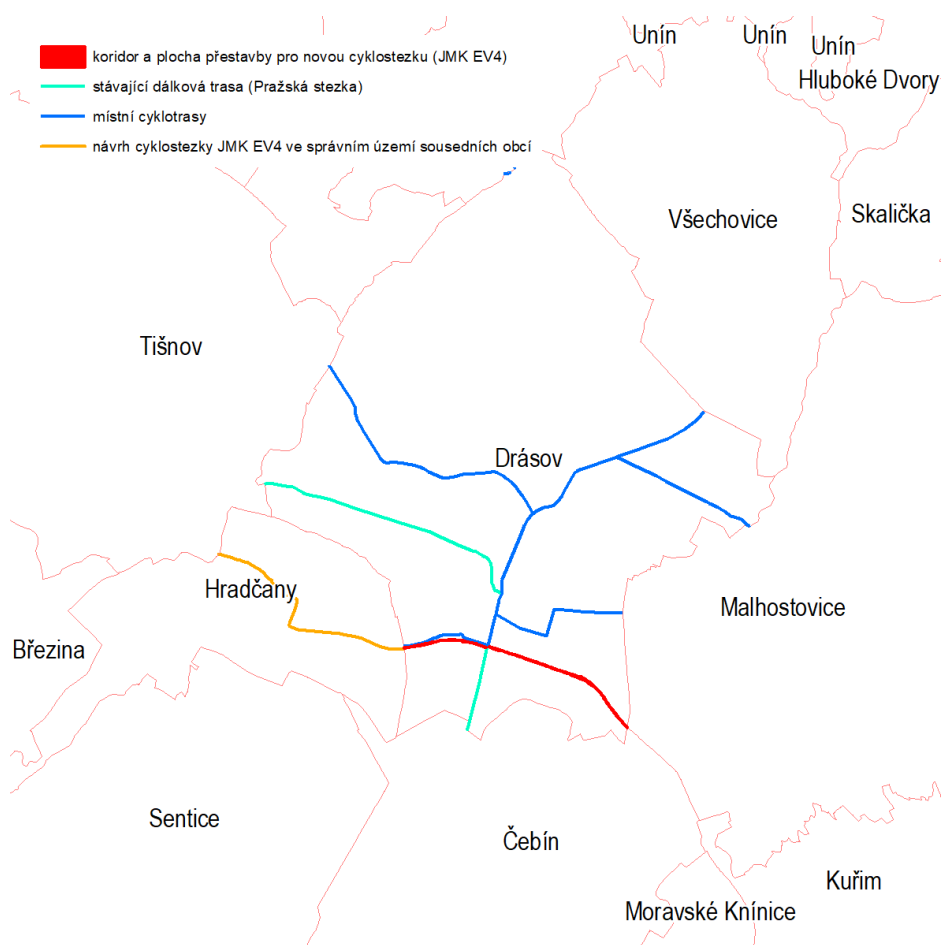 Unín
Unín
Unín
Hluboké Dvory
koridor a plocha přestavby pro novou cyklostezku (JMK EV4)
stávající dálková trasa (Pražská stezka)
místní cyklotrasy
návrh cyklostezky JMK EV4 ve správním území sousedních obcí
Všechovice
Skalička
Tišnov
Drásov
Hradčany
Malhostovice
Březina
Sentice
Čebín
Kuřim
Moravské Knínice